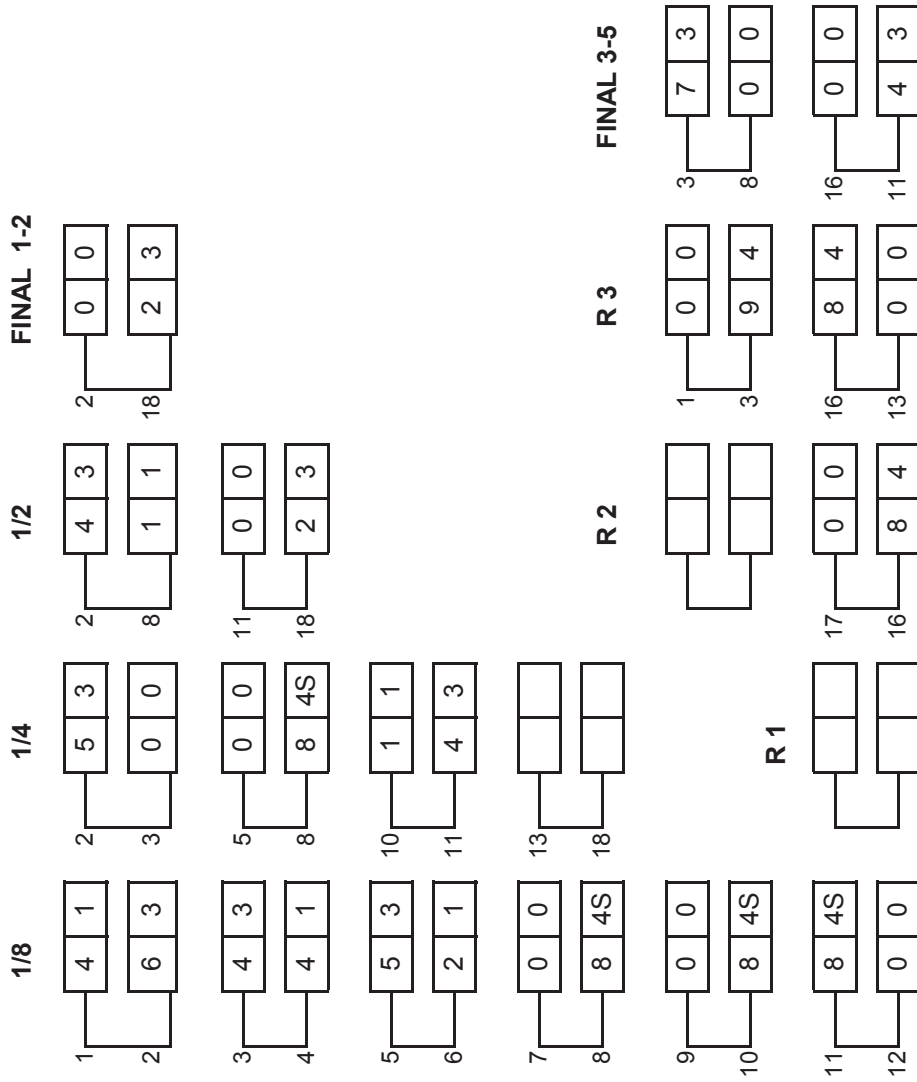 1/8 1/4 1/2 FINAL 1-2
1 4 1 2 5 3 2 4 3 2 0 0
2 6 3 3 0 0 8 1 1 18 2 3
3 4 3 5 0 0 11 0 0
4 4 1 8 8 4S 18 2 3
5 5 3 10 1 1
6 2 1 11 4 3
7 0 0 13
R 2 R 3 FINAL 3-5
8 8 4S 18
9 0 0 1 0 0 3 7 3
10 8 4S 3 9 4 8 0 0
R 1
11 8 4S 17 0 0 16 8 4 16 0 0
12 0 0 16 8 4 13 0 0 11 4 3